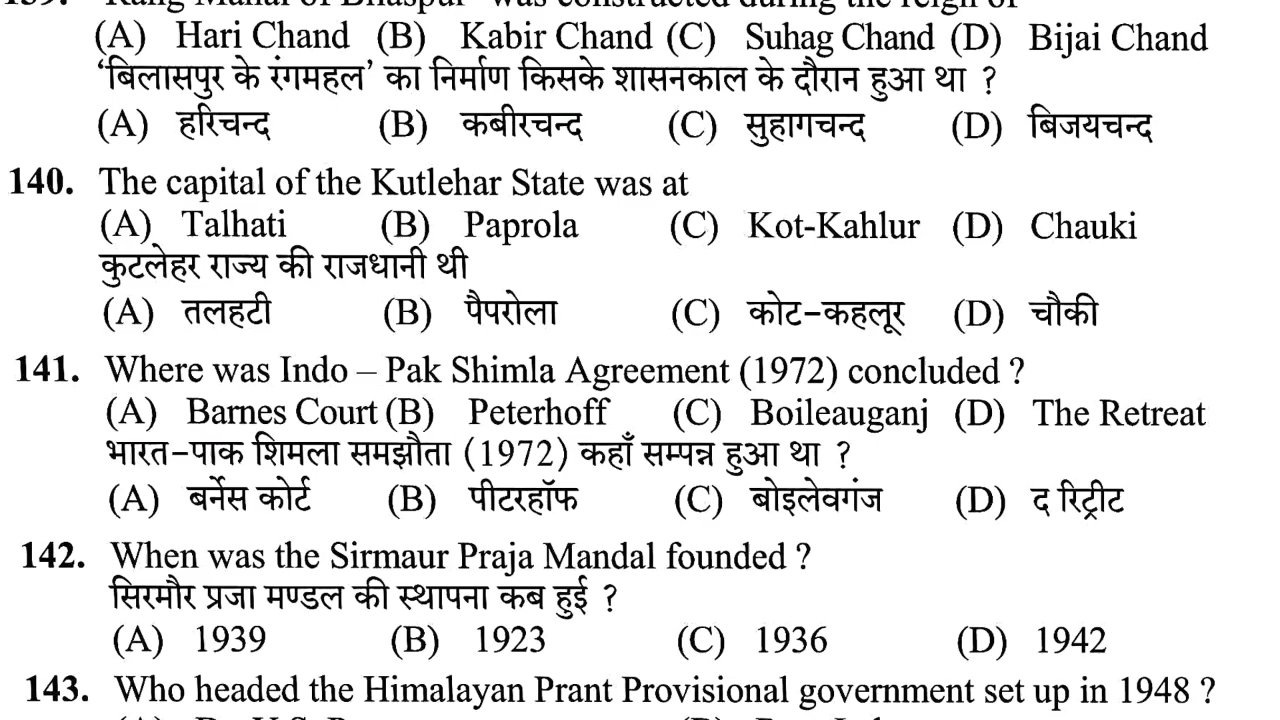 (A) Hari Chand (B) Kabir Chand (C) Suhag Chand (D) Bijai Chand
'बिलासपुर के रंगमहल' का निर्माण किसके शासनकाल के दौरान हुआ था ?
(A) हरिचन्द (B) कबीरचन्द (C) सुहागचन्द (D) बिजयचन्द
140. The capital of the Kutlehar State was at
(A) Talhati (B) Paprola (C) Kot-Kahlur (D) Chauki
कुटलेहर राज्य की राजधानी थी
(A) तलहटी (B) पैपरोला (C) कोट-कहलूर (D) चौकी
141. Where was Indo – Pak Shimla Agreement (1972) concluded ?
(A) Barnes Court (B) Peterhoff (C) Boileauganj (D) The Retreat
भारत-पाक शिमला समझौता (1972) कहाँ सम्पन्न हुआ था ?
(A) बर्नेस कोर्ट (B) पीटरहॉफ (C) बोइलेवगंज (D) द रिट्रीट
142. When was the Sirmaur Praja Mandal founded ?
सिरमौर प्रजा मण्डल की स्थापना कब हुई ?
(A) 1939 (B) 1923 (C) 1936 (D) 1942
143. Who headed the Himalayan Prant Provisional government set up in 1948 ?